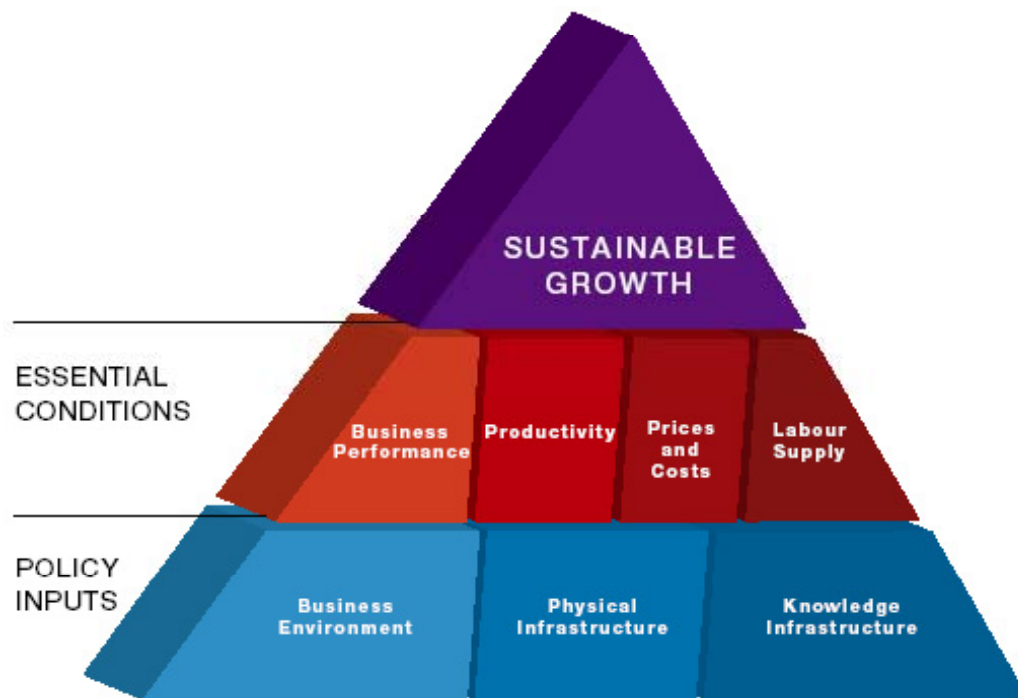 SUSTAINABLE
GROWTH
ESSENTIAL
CONDITIONS
Business
Performance
Productivity
Prices
and
Costs
Labour
Supply
POLICY
INPUTS
Business
Environment
Physical
Infrastructure
Knowledge
Infrastructure